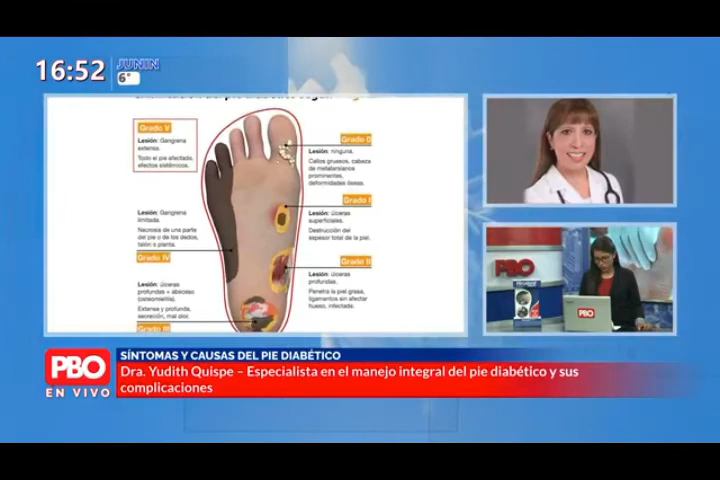 16:52
JUNIN
6°
Grado V
Lesión: Gangrena
extensa.
Todo el pie afectado,
efectos sistémicos.
Lesión: Gangrena
limitada.
Necrosis de una parte
del pie o de los dedos,
talón o planta.
Grado IV
Lesión: úlceras
profundas + absceso
(osteomielitis).
Extensa y profunda,
secreción, mal olor.
Grado III
Grado 0
Lesión: ninguna.
Callos gruesos, cabeza
de metatarsianos
prominentes,
deformidades óseas.
Grado I
Lesión: úlceras
superficiales.
Destrucción del
espesor total de la piel.
Grado II
Lesión: úlceras
profundas.
Penetra la piel grasa,
ligamentos sin afectar
hueso, infectada.
PBO
PBO
PBO
EN VIVO
SÍNTOMAS Y CAUSAS DEL PIE DIABÉTICO
Dra. Yudith Quispe – Especialista en el manejo integral del pie diabético y sus
complicaciones